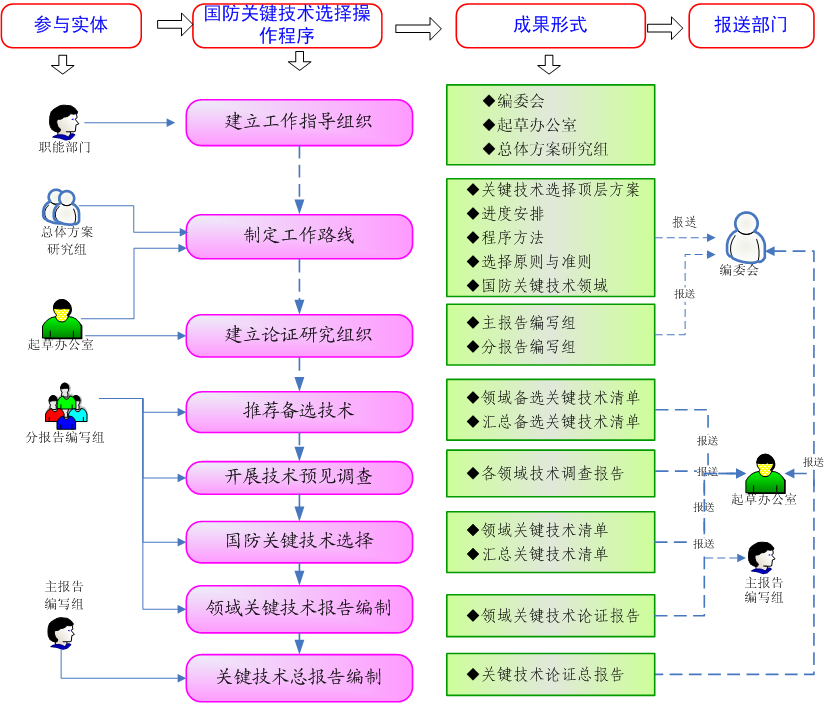 参与实体
国防关键技术选择操
作程序
成果形式
报送部门
职能部门
建立工作指导组织
◆编委会
◆起草办公室
◆总体方案研究组
总体方案
研究组
制定工作路线
◆关键技术选择顶层方案
◆进度安排
◆程序方法
◆选择原则与准则
◆国防关键技术领域
报送
编委会
报送
起草办公室
建立论证研究组织
◆主报告编写组
◆分报告编写组
分报告编写组
推荐备选技术
◆领域备选关键技术清单
◆汇总备选关键技术清单
报送
开展技术预见调查
◆各领域技术调查报告
报送
起草办公室
报送
报送
国防关键技术选择
◆领域关键技术清单
◆汇总关键技术清单
报送
主报告
编写组
领域关键技术报告编制
◆领域关键技术论证报告
主报告
编写组
关键技术总报告编制
◆关键技术论证总报告